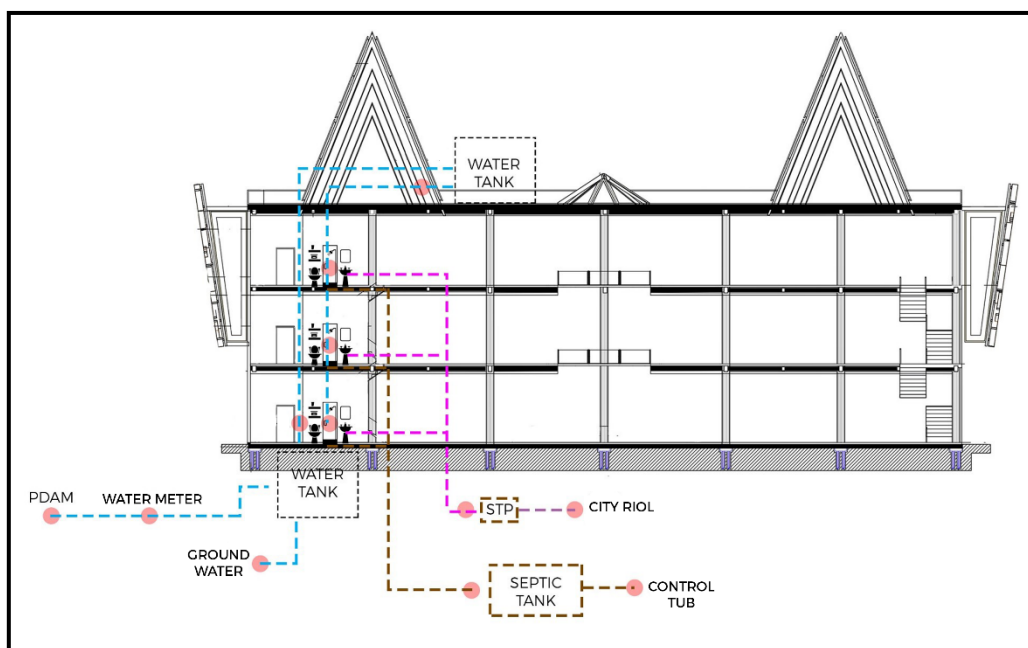 WATER
TANK
WATER
TANK
PDAM
WATER METER
GROUND
WATER
STP
CITY RIOL
SEPTIC
TANK
CONTROL
TUB